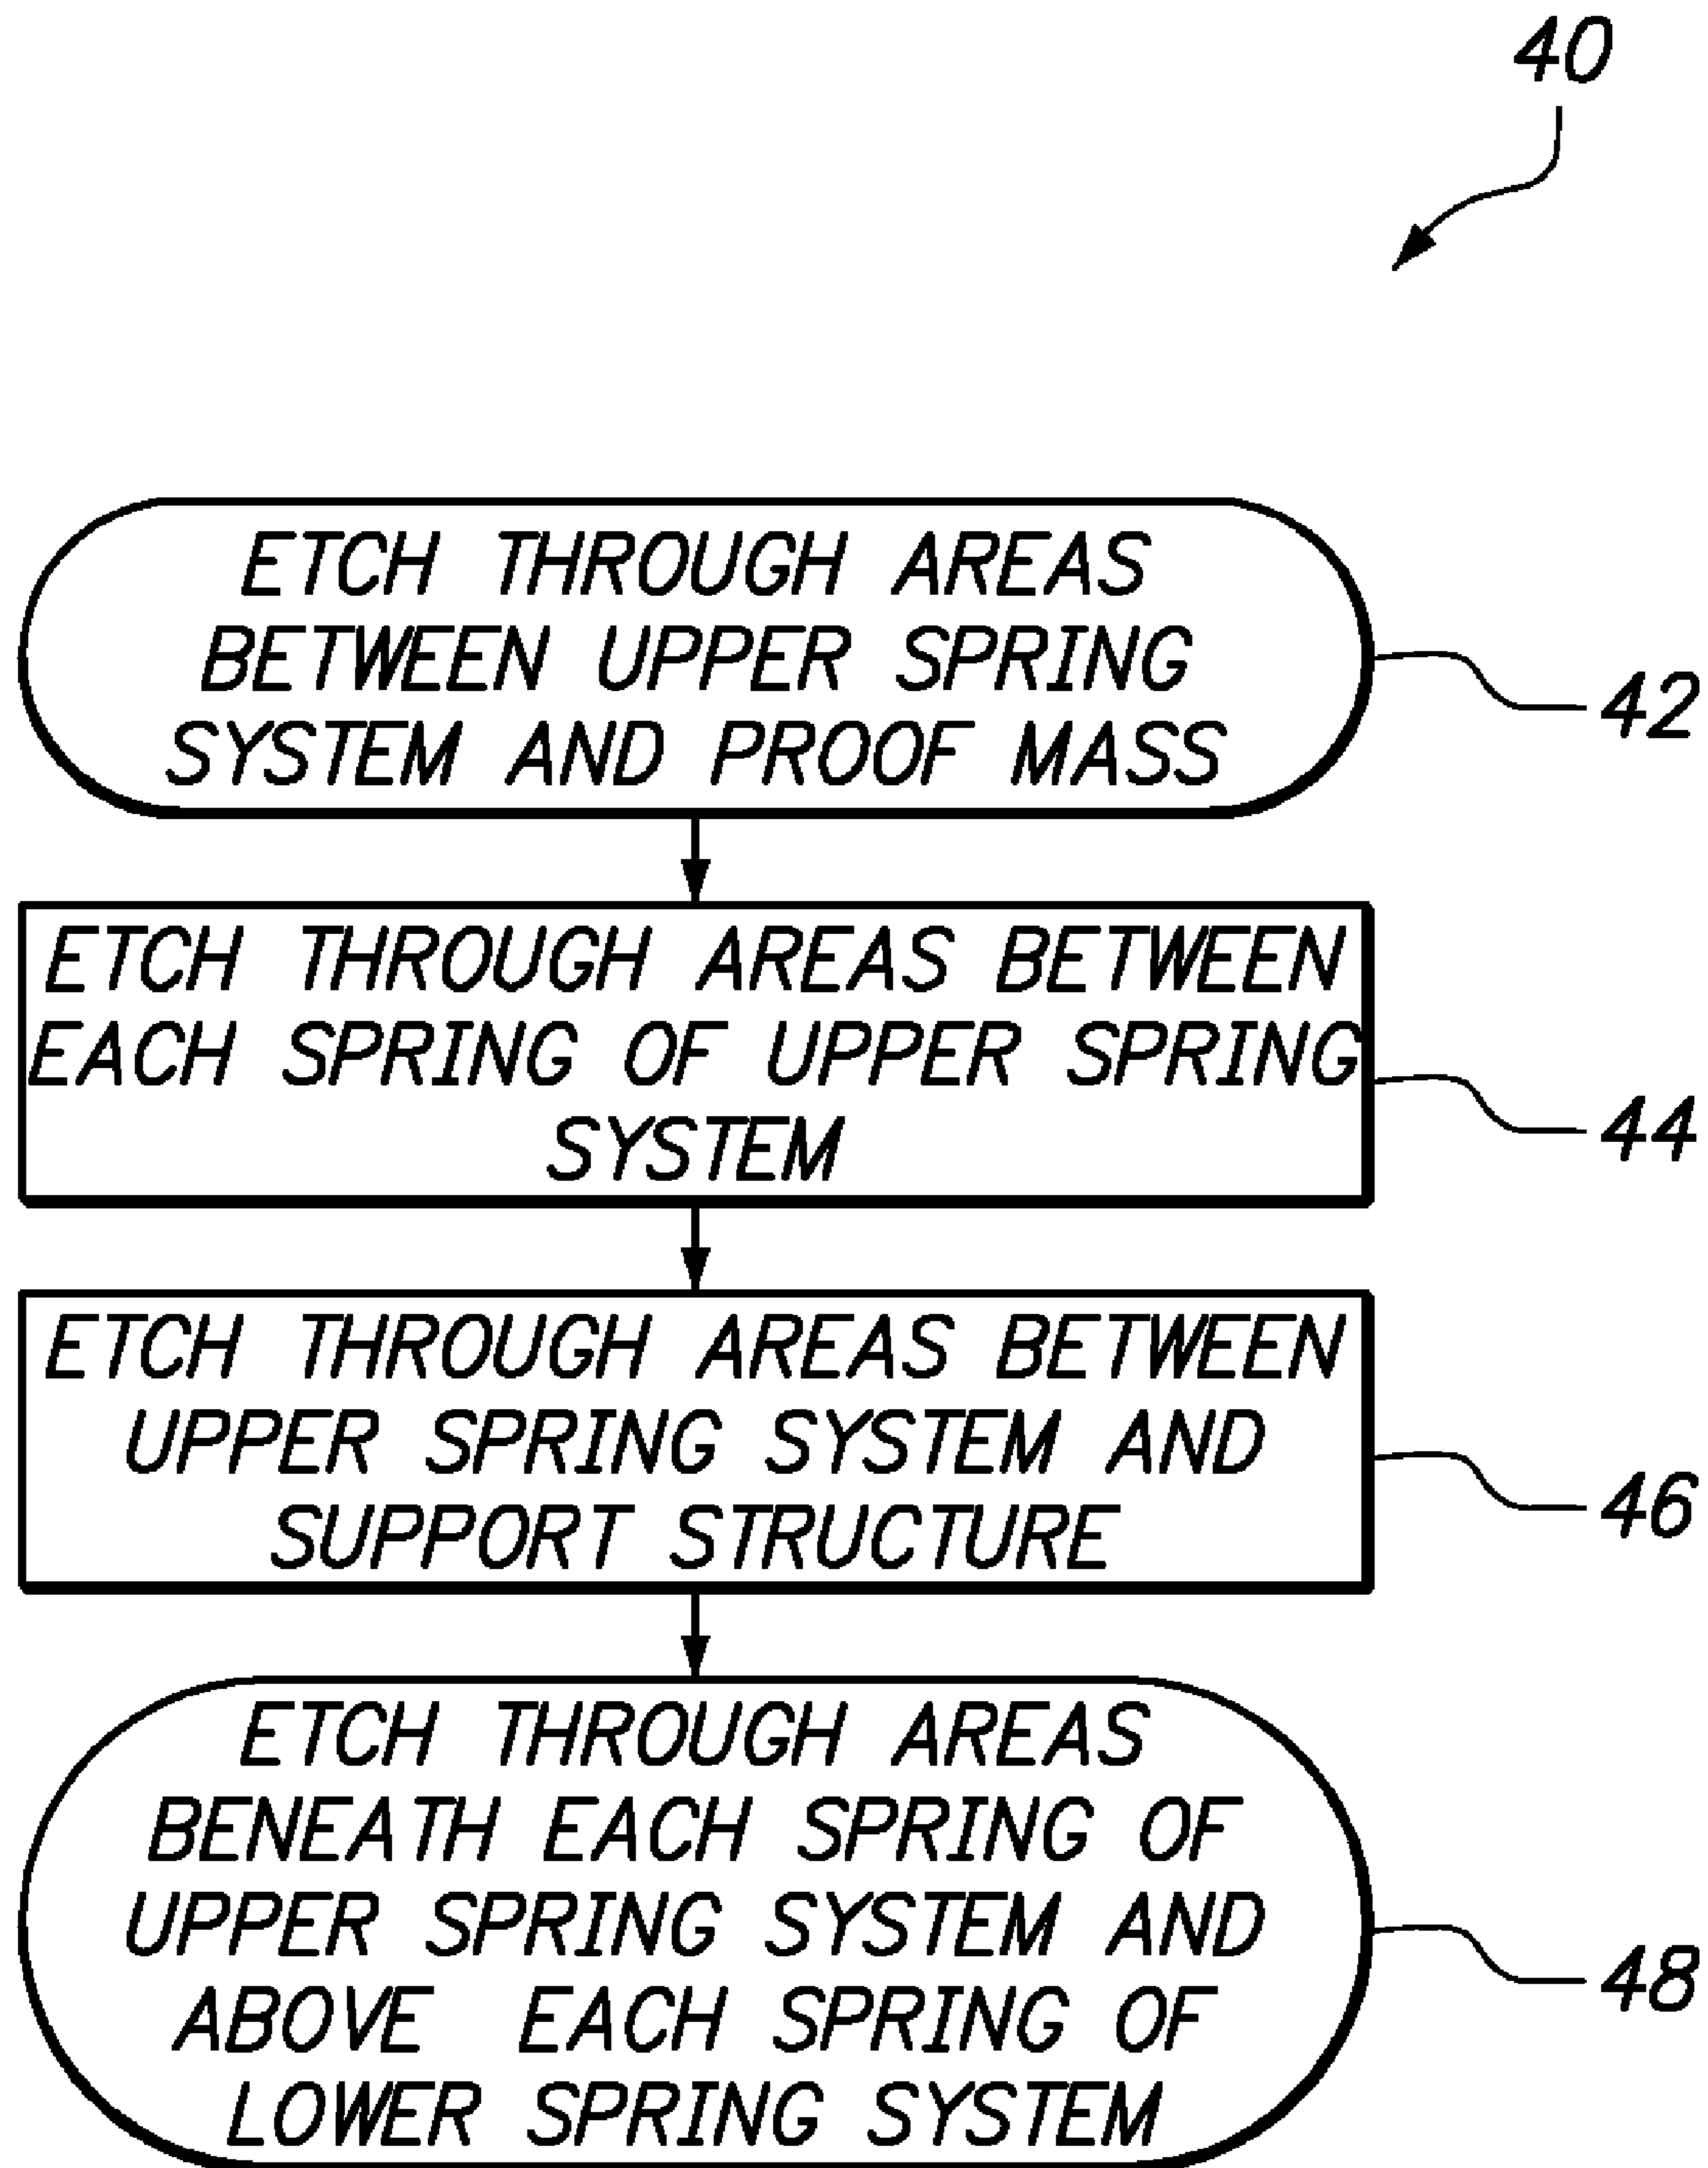 40
ETCH THROUGH AREAS
BETWEEN UPPER SPRING
SYSTEM AND PROOF MASS
42
ETCH THROUGH AREAS BETWEEN
EACH SPRING OF UPPER SPRING
SYSTEM
44
ETCH THROUGH AREAS BETWEEN
UPPER SPRING SYSTEM AND
SUPPORT STRUCTURE
46
ETCH THROUGH AREAS
BENEATH EACH SPRING OF
UPPER SPRING SYSTEM AND
ABOVE EACH SPRING OF
LOWER SPRING SYSTEM
48